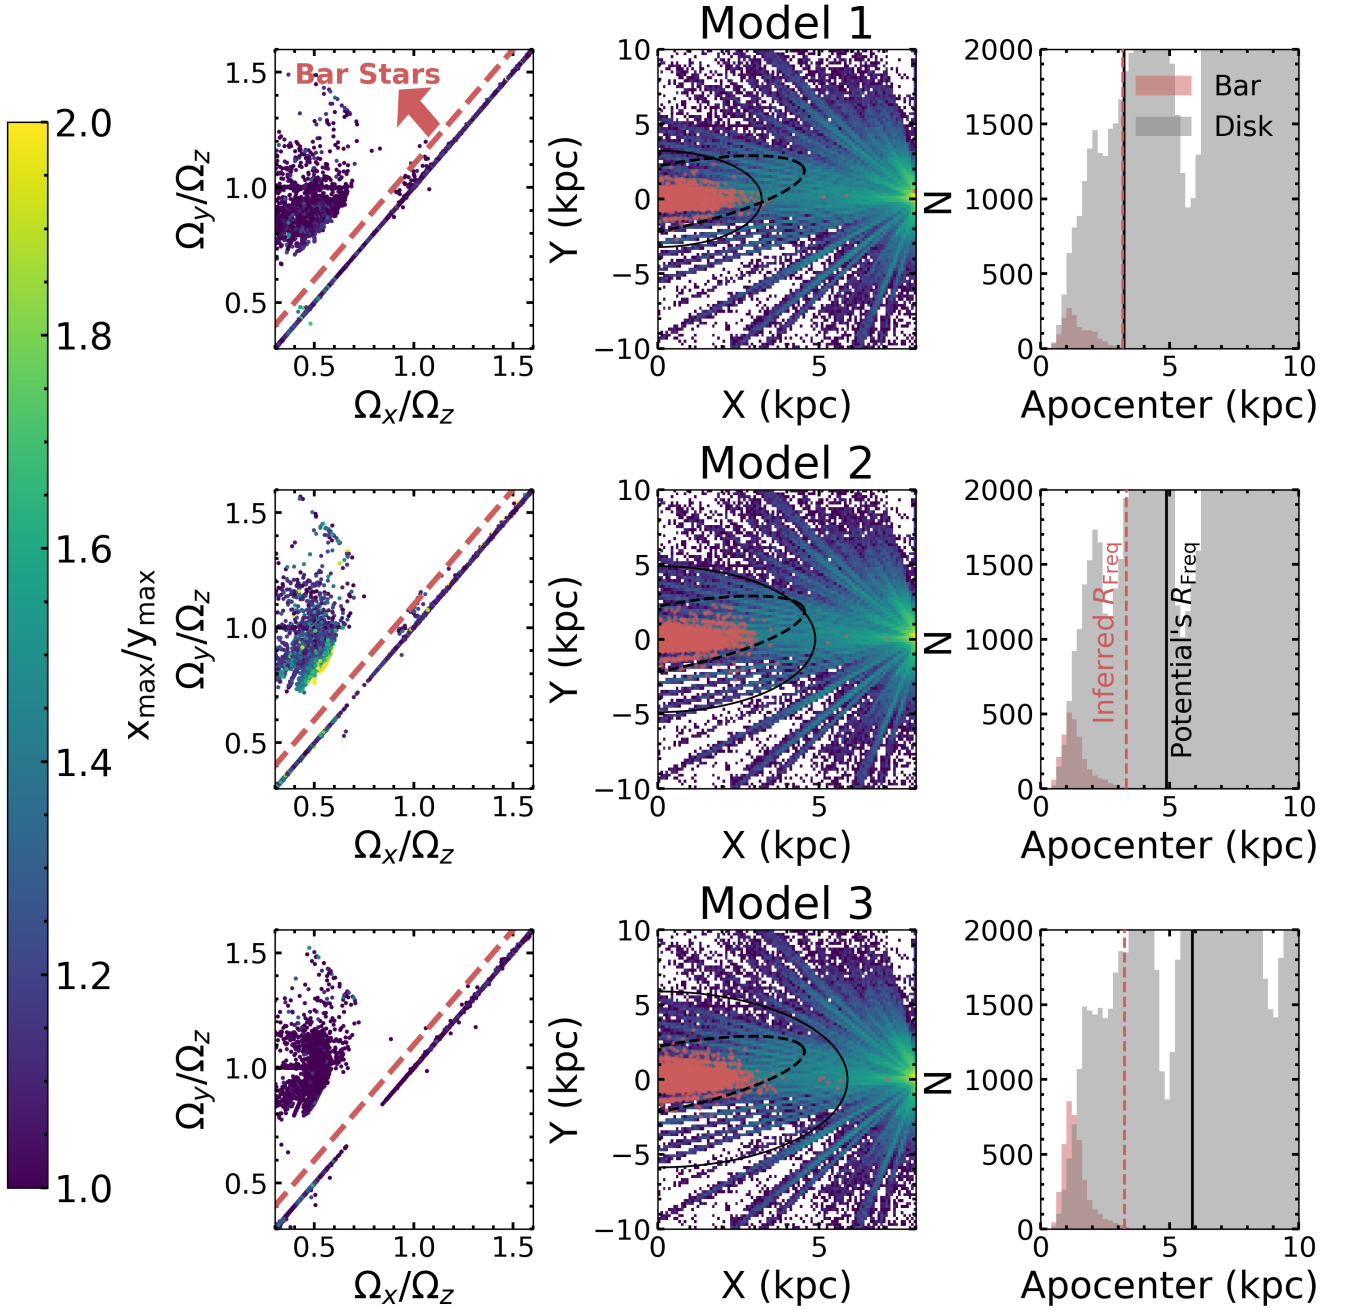 Model 1
2.0
1.8
1.6
1.4
1.2
1.0
x_max/y_max
Bar Stars
1.5
1.0
0.5
Ω_y/Ω_z
0.5 1.0 1.5
Ω_x/Ω_z
10
5
0
−5
−10
Y (kpc)
0 5
X (kpc)
2000
1500
1000
500
0
N
Bar
Disk
0 5 10
Apocenter (kpc)
Model 2
1.5
1.0
0.5
Ω_y/Ω_z
0.5 1.0 1.5
Ω_x/Ω_z
10
5
0
−5
−10
Y (kpc)
0 5
X (kpc)
2000
1500
1000
500
0
N
Inferred R_Freq
Potential's R_Freq
0 5 10
Apocenter (kpc)
Model 3
1.5
1.0
0.5
Ω_y/Ω_z
0.5 1.0 1.5
Ω_x/Ω_z
10
5
0
−5
−10
Y (kpc)
0 5
X (kpc)
2000
1500
1000
500
0
N
0 5 10
Apocenter (kpc)